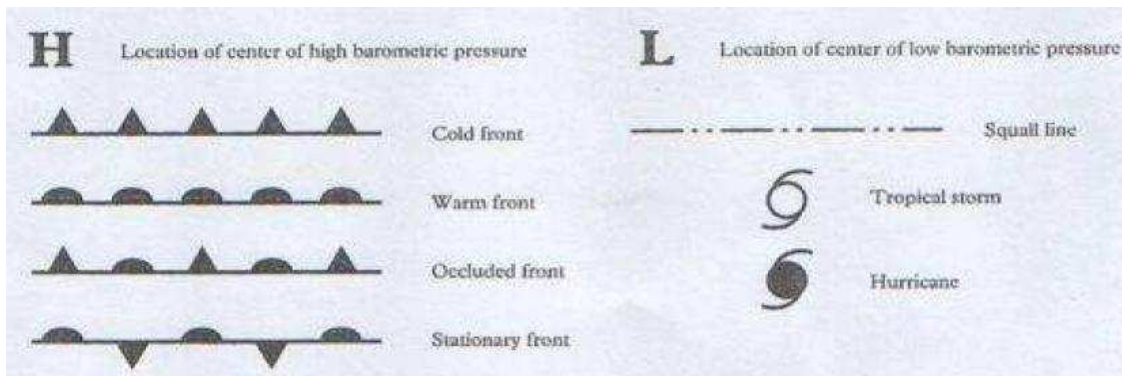 H Location of center of high barometric pressure
Cold front
Warm front
Occluded front
Stationary front
L Location of center of low barometric pressure
Squall line
Tropical storm
Hurricane